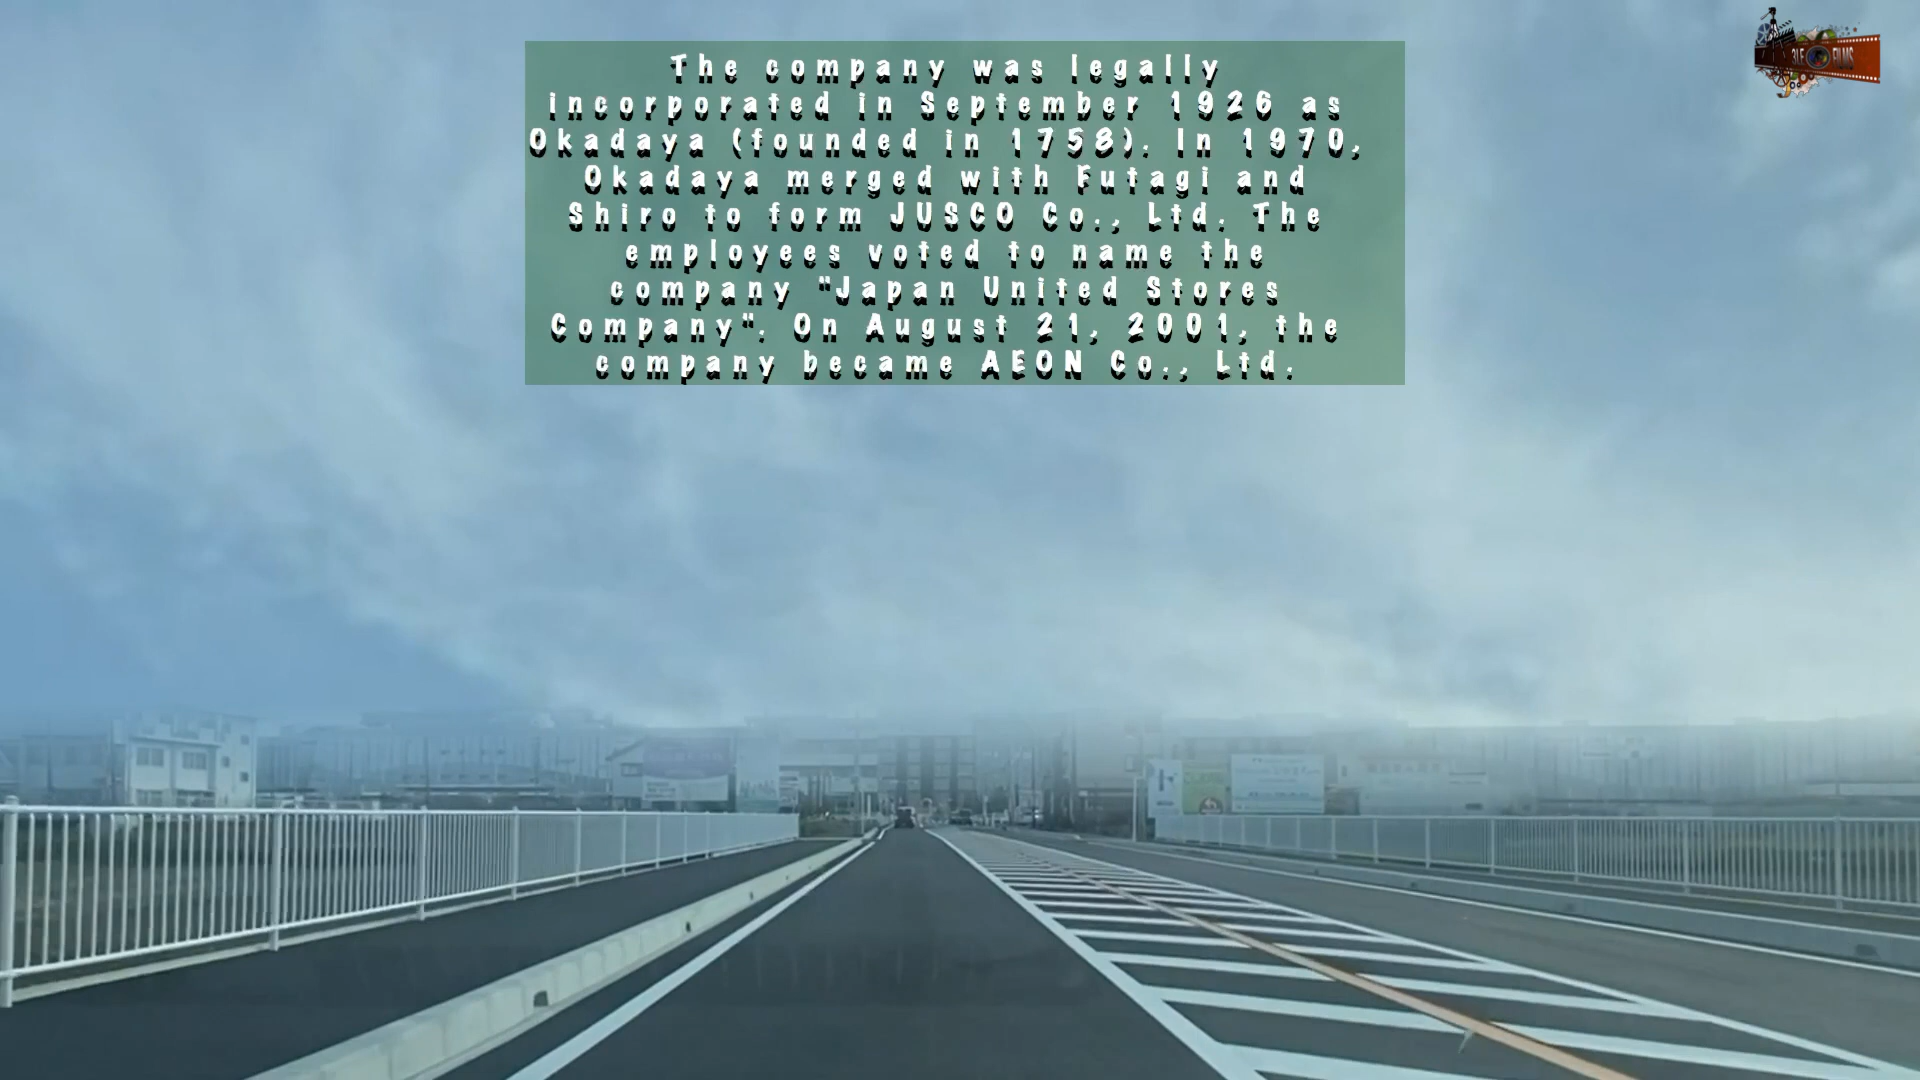 The company was legally
incorporated in September 1926 as
Okadaya (founded in 1758). In 1970,
Okadaya merged with Futagi and
Shiro to form JUSCO Co., Ltd. The
employees voted to name the
company "Japan United Stores
Company". On August 21, 2001, the
company became AEON Co., Ltd.
FILMS